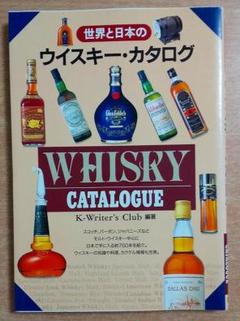 世界と日本の
ウイスキー・カタログ
Glenfiddich
WHISKY
CATALOGUE
K-Writer's Club 編著
スコッチ、バーボン、ジャパニーズなど
モルト・ウイスキー中心に
日本で手に入る約760本を紹介。
ウイスキーの知識や料理、カクテル情報も充実。
DALLAS DHU